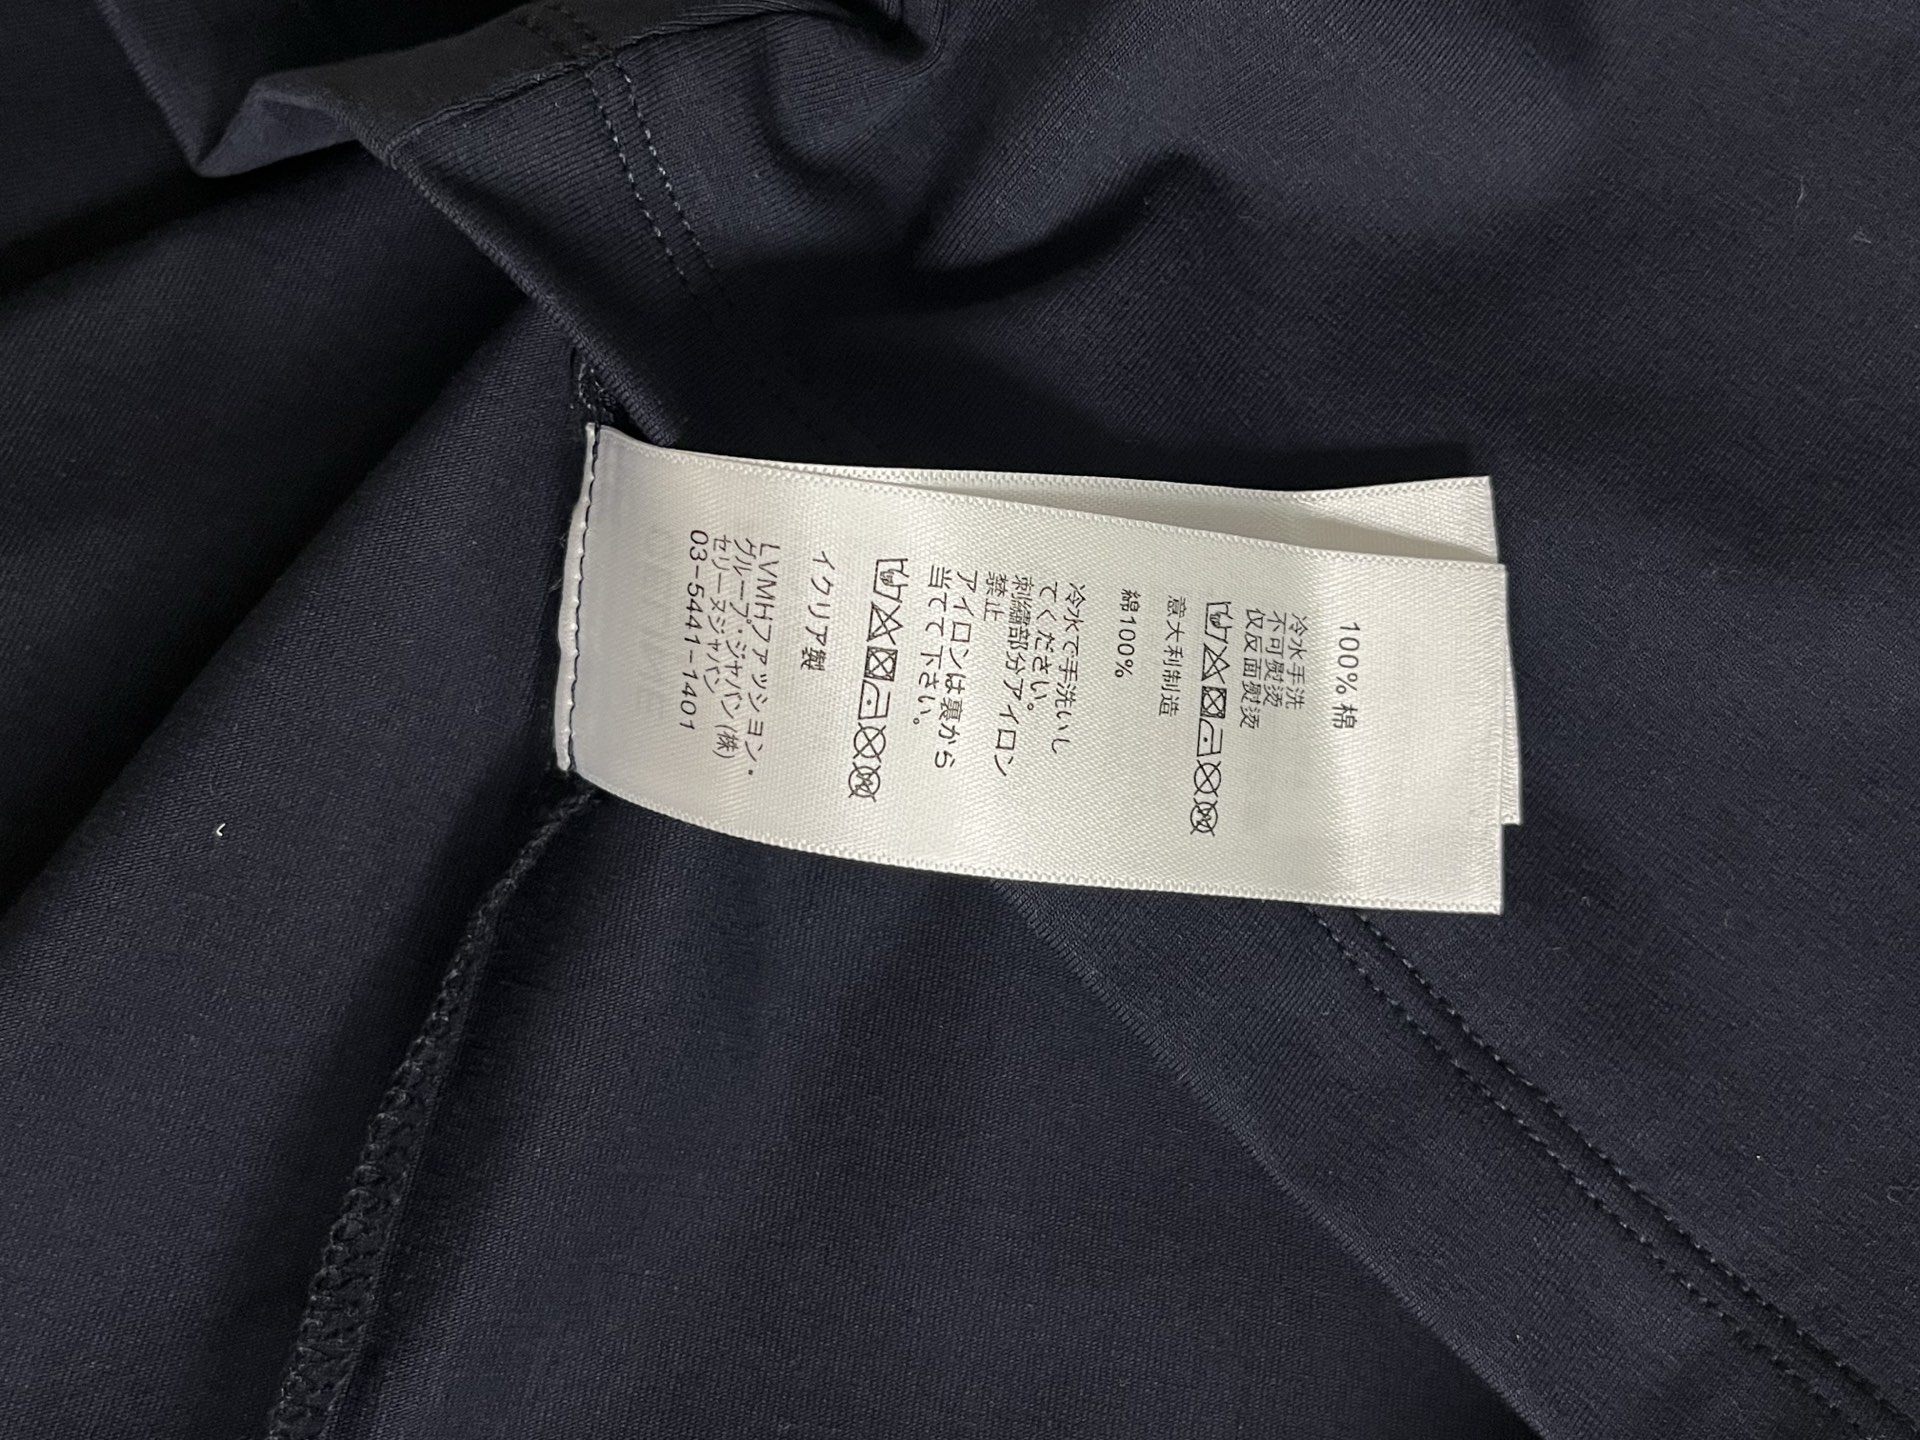 100% 棉
冷水手洗
不可熨烫
仅反面熨烫
意大利制造
綿100%
冷水で手洗いし
てください。
刺繍部分アイロン
禁止
アイロンは裏から
当てて下さい。
イクリア製
LVMHファッション・
グループ・ジャパン(株)
セリーヌジャパン
03-5441-1401